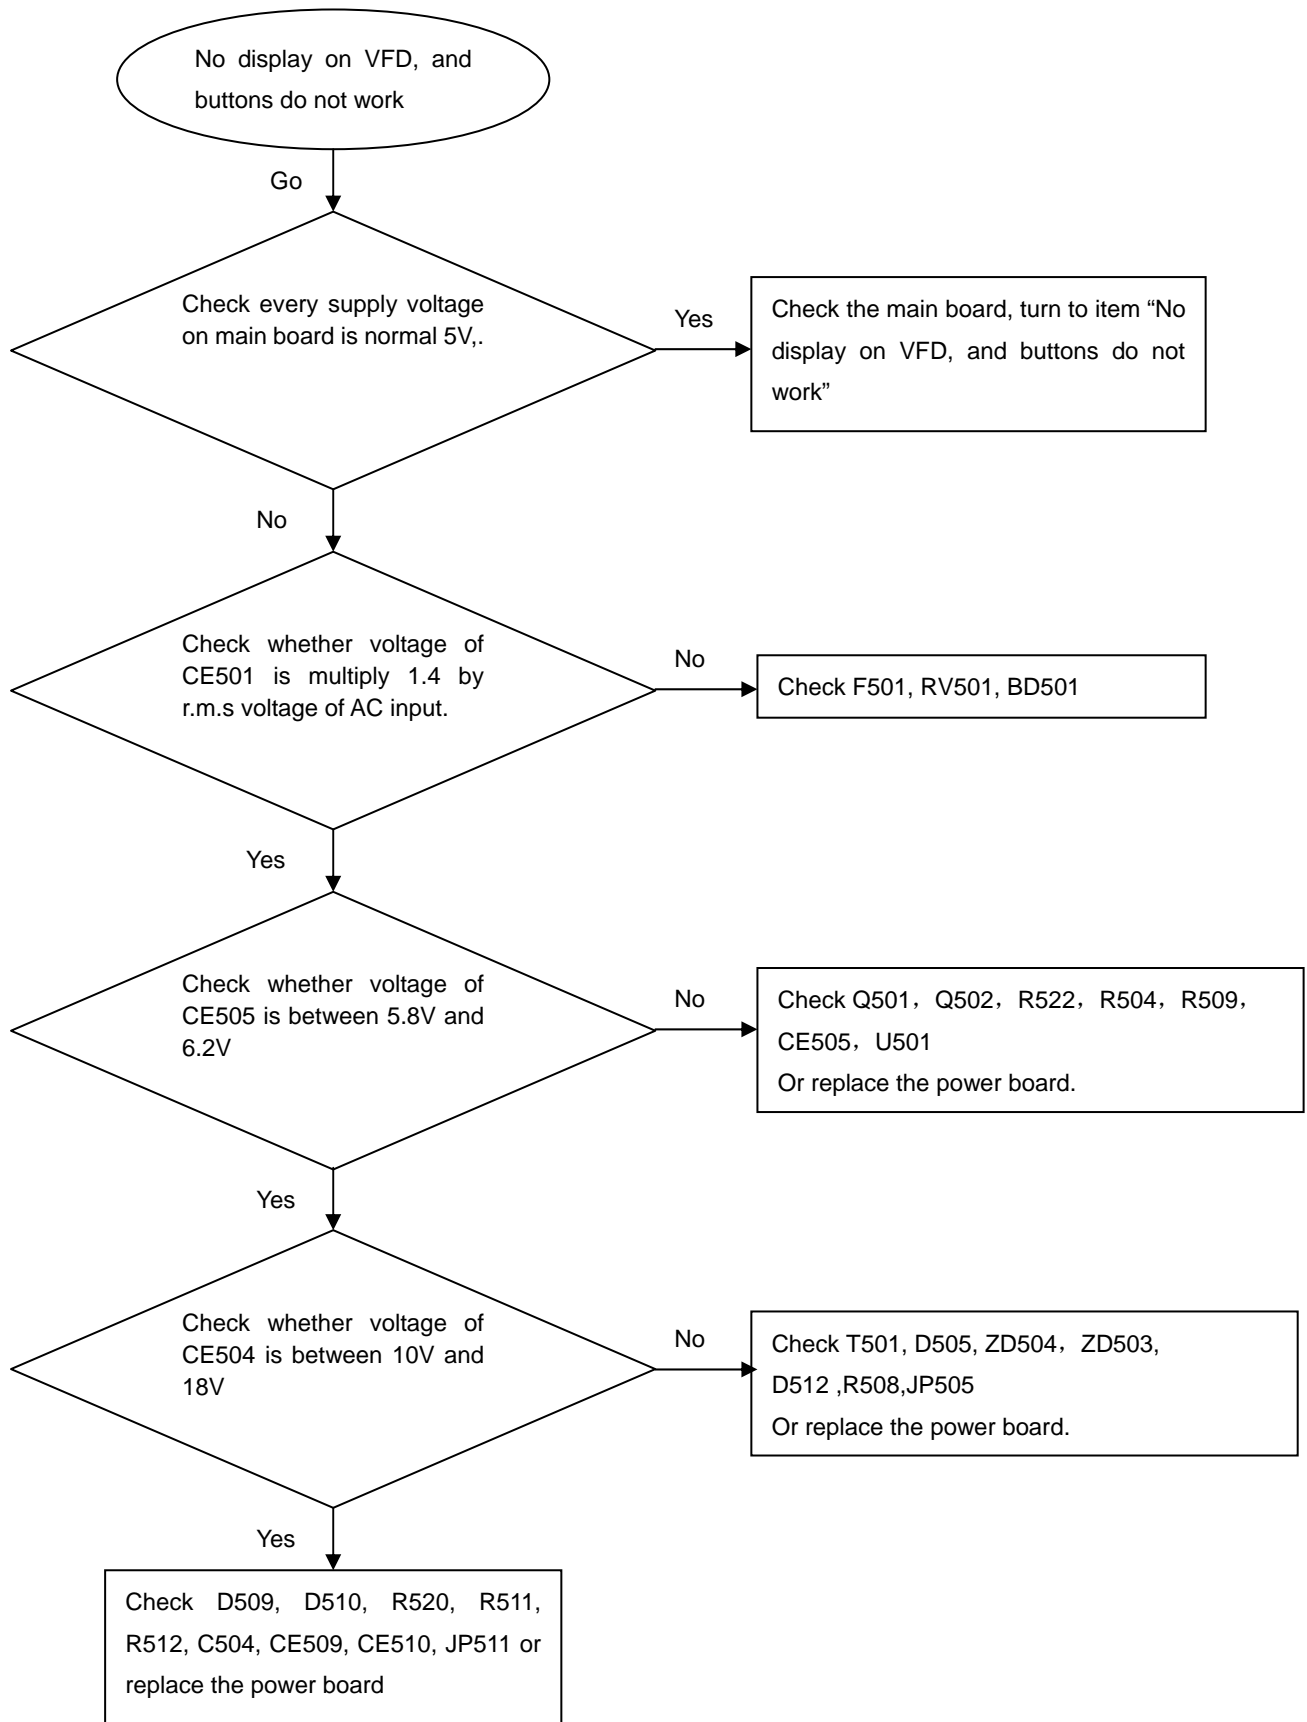 No display on VFD, and
buttons do not work
Go
Check every supply voltage
on main board is normal 5V,.
Yes
Check the main board, turn to item “No
display on VFD, and buttons do not
work”
No
Check whether voltage of
CE501 is multiply 1.4 by
r.m.s voltage of AC input.
No
Check F501, RV501, BD501
Yes
Check whether voltage of
CE505 is between 5.8V and
6.2V
No
Check Q501，Q502，R522，R504，R509，
CE505，U501
Or replace the power board.
Yes
Check whether voltage of
CE504 is between 10V and
18V
No
Check T501, D505, ZD504，ZD503,
D512 ,R508,JP505
Or replace the power board.
Yes
Check D509, D510, R520, R511,
R512, C504, CE509, CE510, JP511 or
replace the power board